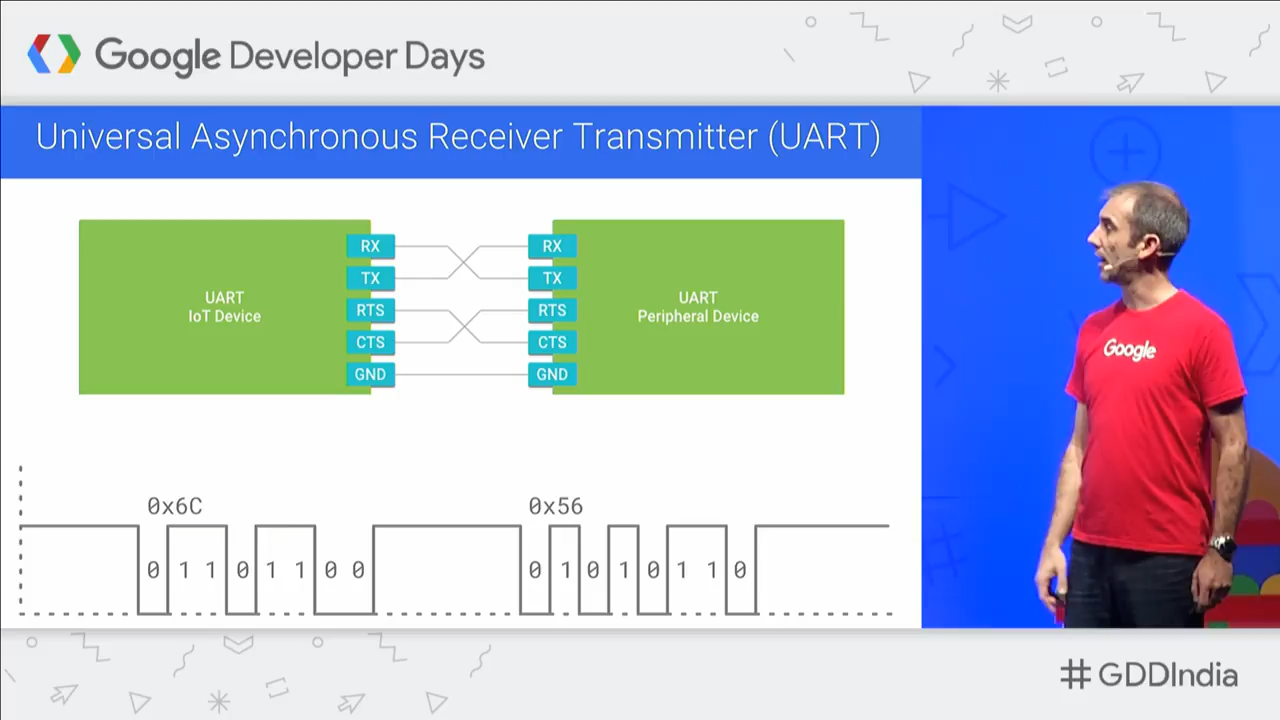 Google Developer Days
Universal Asynchronous Receiver Transmitter (UART)
UART
IoT Device
RX
TX
RTS
CTS
GND
RX
TX
RTS
CTS
GND
UART
Peripheral Device
0x6C
0x56
0 1 1 0 1 1 0 0
0 1 0 1 0 1 1 0
Google
#GDDIndia